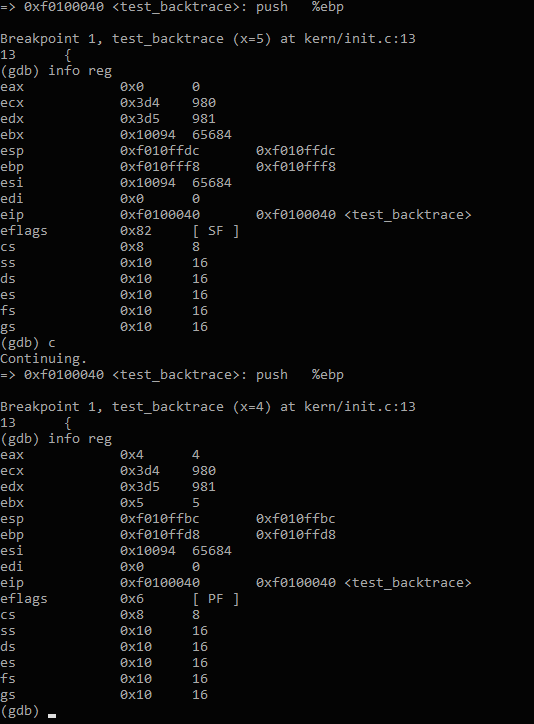 => 0xf0100040 <test_backtrace>: push   %ebp
Breakpoint 1, test_backtrace (x=5) at kern/init.c:13
13      {
(gdb) info reg
eax            0x0      0
ecx            0x3d4    980
edx            0x3d5    981
ebx            0x10094  65684
esp            0xf010ffdc       0xf010ffdc
ebp            0xf010fff8       0xf010fff8
esi            0x10094  65684
edi            0x0      0
eip            0xf0100040       0xf0100040 <test_backtrace>
eflags         0x82     [ SF ]
cs             0x8      8
ss             0x10     16
ds             0x10     16
es             0x10     16
fs             0x10     16
gs             0x10     16
(gdb) c
Continuing.
=> 0xf0100040 <test_backtrace>: push   %ebp
Breakpoint 1, test_backtrace (x=4) at kern/init.c:13
13      {
(gdb) info reg
eax            0x4      4
ecx            0x3d4    980
edx            0x3d5    981
ebx            0x5      5
esp            0xf010ffbc       0xf010ffbc
ebp            0xf010ffd8       0xf010ffd8
esi            0x10094  65684
edi            0x0      0
eip            0xf0100040       0xf0100040 <test_backtrace>
eflags         0x6      [ PF ]
cs             0x8      8
ss             0x10     16
ds             0x10     16
es             0x10     16
fs             0x10     16
gs             0x10     16
(gdb)